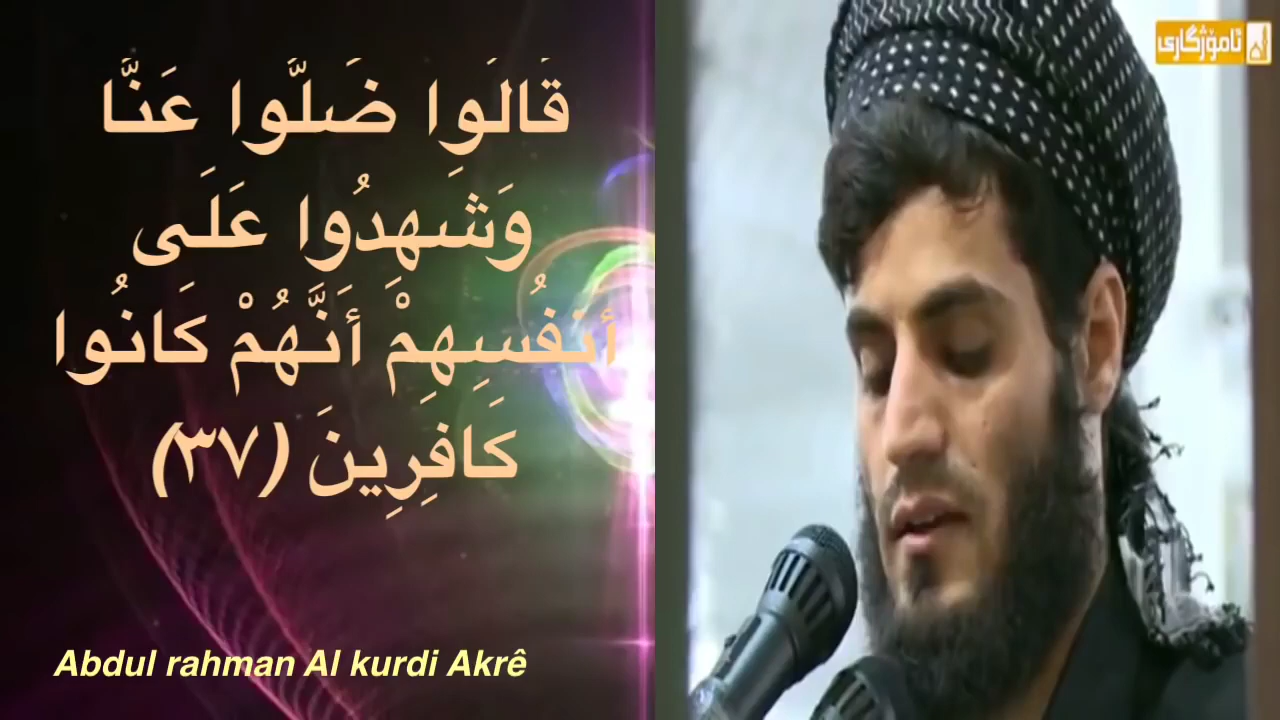 قَالُوا ضَلُّوا عَنَّا
وَشَهِدُوا عَلَى
أَنفُسِهِمْ أَنَّهُمْ كَانُوا
كَافِرِينَ (٣٧)
Abdul rahman Al kurdi Akrê
ئامۆژگاری